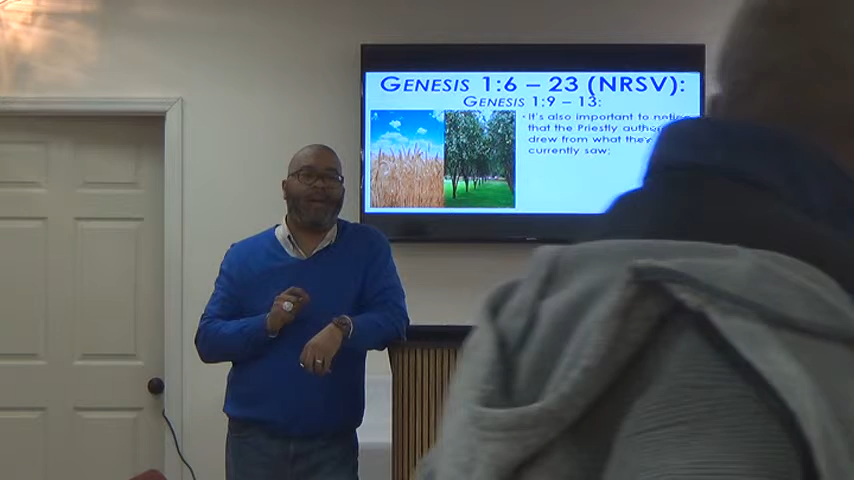 GENESIS 1:6 – 23 (NRSV):
GENESIS 1:9 – 13:
• It's also important to notice
that the Priestly
drew from what they
currently saw;